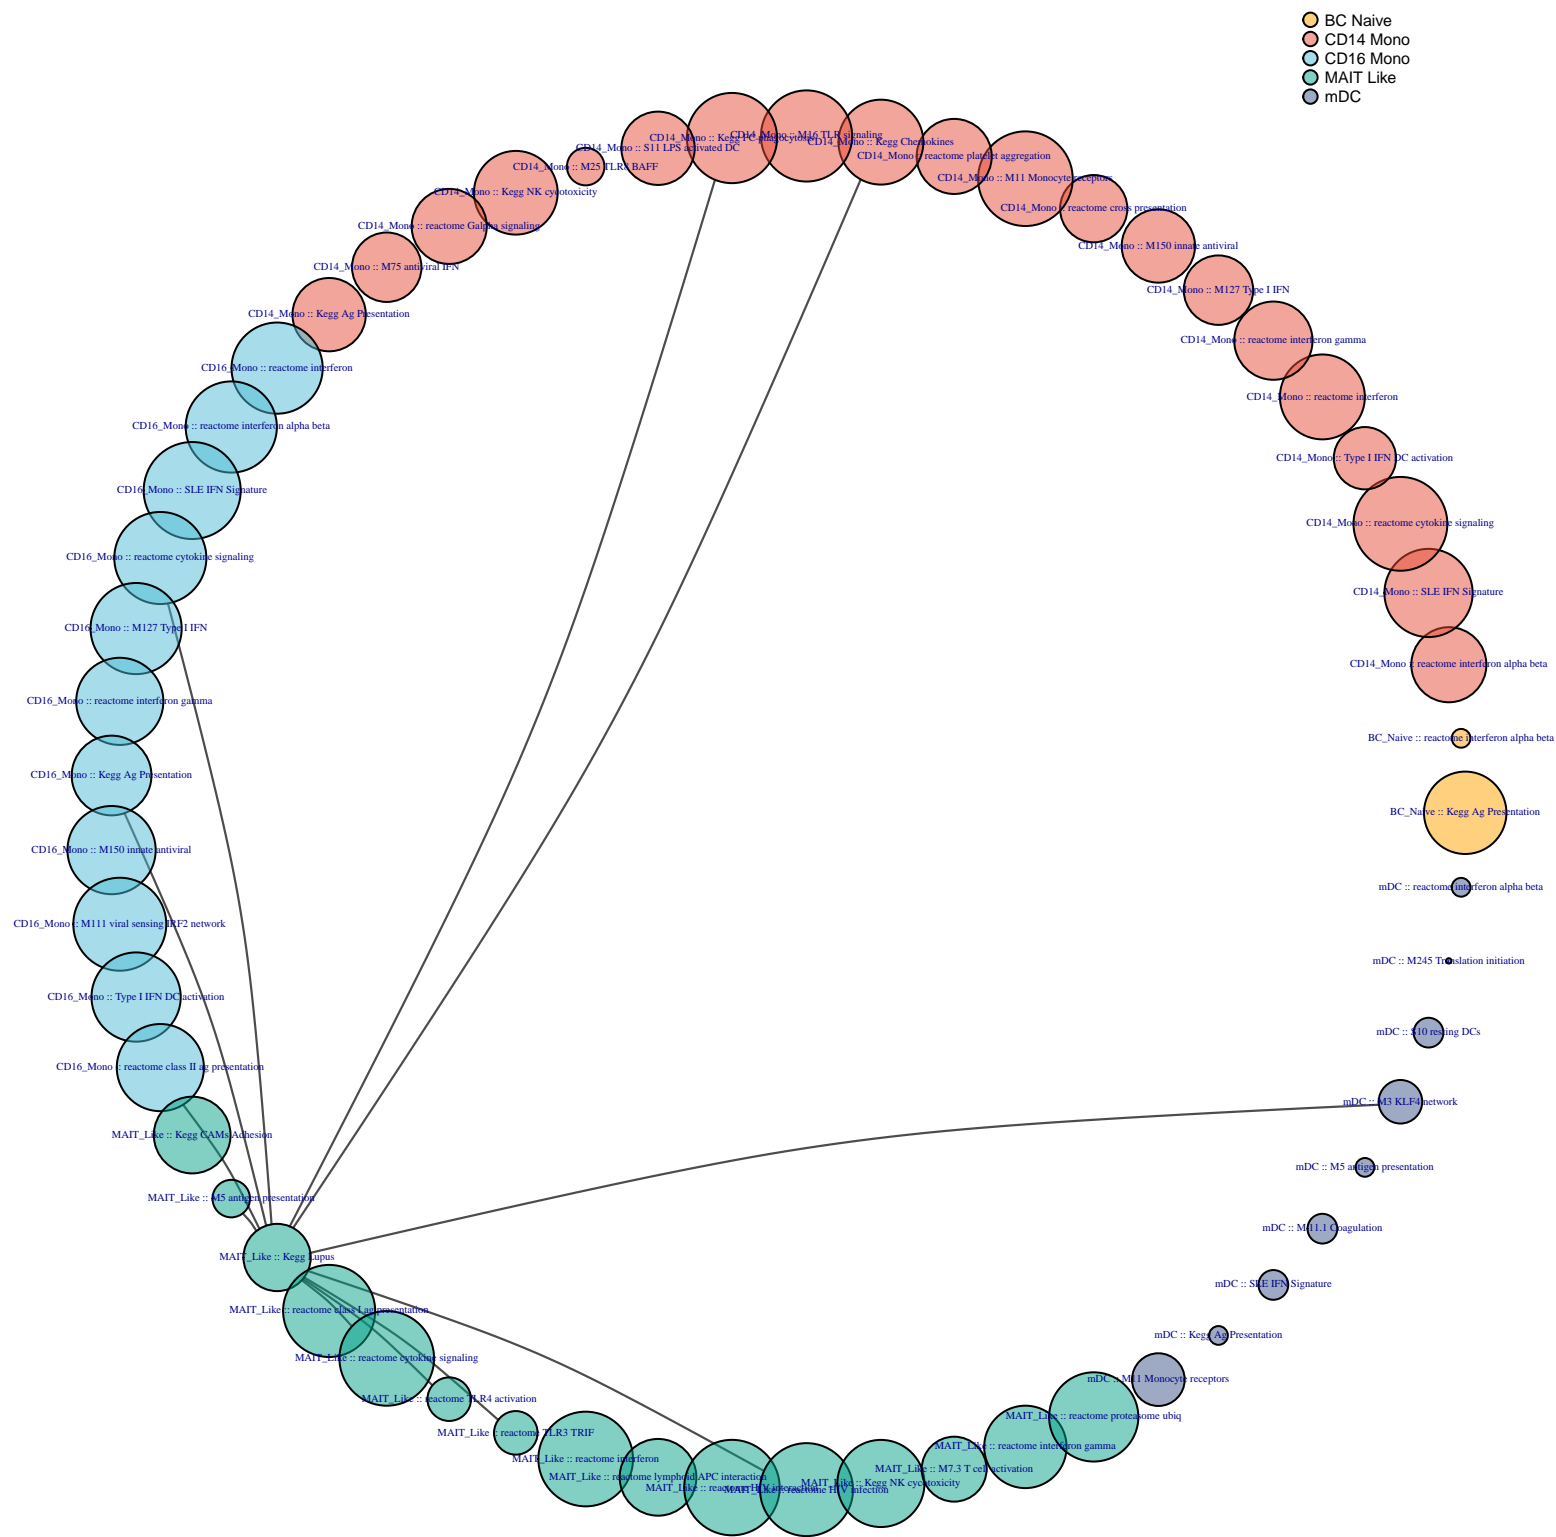 BC Naive
CD14 Mono
CD16 Mono
MAIT Like
mDC
CD14_Mono :: M16 TLR signaling
CD14_Mono :: Kegg FC phagocytosis
CD14_Mono :: Kegg Chemokines
CD14_Mono :: S11 LPS activated DC
CD14_Mono :: reactome platelet aggregation
CD14_Mono :: M25 TLR8 BAFF
CD14_Mono :: M11 Monocyte receptors
CD14_Mono :: Kegg NK cycotoxicity
CD14_Mono :: reactome cross presentation
CD14_Mono :: reactome Galpha signaling
CD14_Mono :: M150 innate antiviral
CD14_Mono :: M75 antiviral IFN
CD14_Mono :: M127 Type I IFN
CD14_Mono :: Kegg Ag Presentation
CD14_Mono :: reactome interferon gamma
CD16_Mono :: reactome interferon
CD14_Mono :: reactome interferon
CD16_Mono :: reactome interferon alpha beta
CD14_Mono :: Type I IFN DC activation
CD16_Mono :: SLE IFN Signature
CD14_Mono :: reactome cytokine signaling
CD16_Mono :: reactome cytokine signaling
CD14_Mono :: SLE IFN Signature
CD16_Mono :: M127 Type I IFN
CD14_Mono :: reactome interferon alpha beta
CD16_Mono :: reactome interferon gamma
BC_Naive :: reactome interferon alpha beta
CD16_Mono :: Kegg Ag Presentation
BC_Naive :: Kegg Ag Presentation
CD16_Mono :: M150 innate antiviral
mDC :: reactome interferon alpha beta
CD16_Mono :: M111 viral sensing IRF2 network
mDC :: M245 Translation initiation
CD16_Mono :: Type I IFN DC activation
mDC :: S10 resting DCs
CD16_Mono :: reactome class II ag presentation
mDC :: M3 KLF4 network
MAIT_Like :: Kegg CAMs Adhesion
mDC :: M5 antigen presentation
MAIT_Like :: M5 antigen presentation
mDC :: M 11.1 Coagulation
MAIT_Like :: Kegg Lupus
mDC :: SLE IFN Signature
MAIT_Like :: reactome class I ag presentation
mDC :: Kegg Ag Presentation
MAIT_Like :: reactome cytokine signaling
mDC :: M11 Monocyte receptors
MAIT_Like :: reactome TLR4 activation
MAIT_Like :: reactome proteasome ubiq
MAIT_Like :: reactome TLR3 TRIF
MAIT_Like :: reactome interferon gamma
MAIT_Like :: reactome interferon
MAIT_Like :: M7.3 T cell activation
MAIT_Like :: reactome lymphoid APC interaction
MAIT_Like :: Kegg NK cycotoxicity
MAIT_Like :: reactome HIV interaction
MAIT_Like :: reactome HIV infection